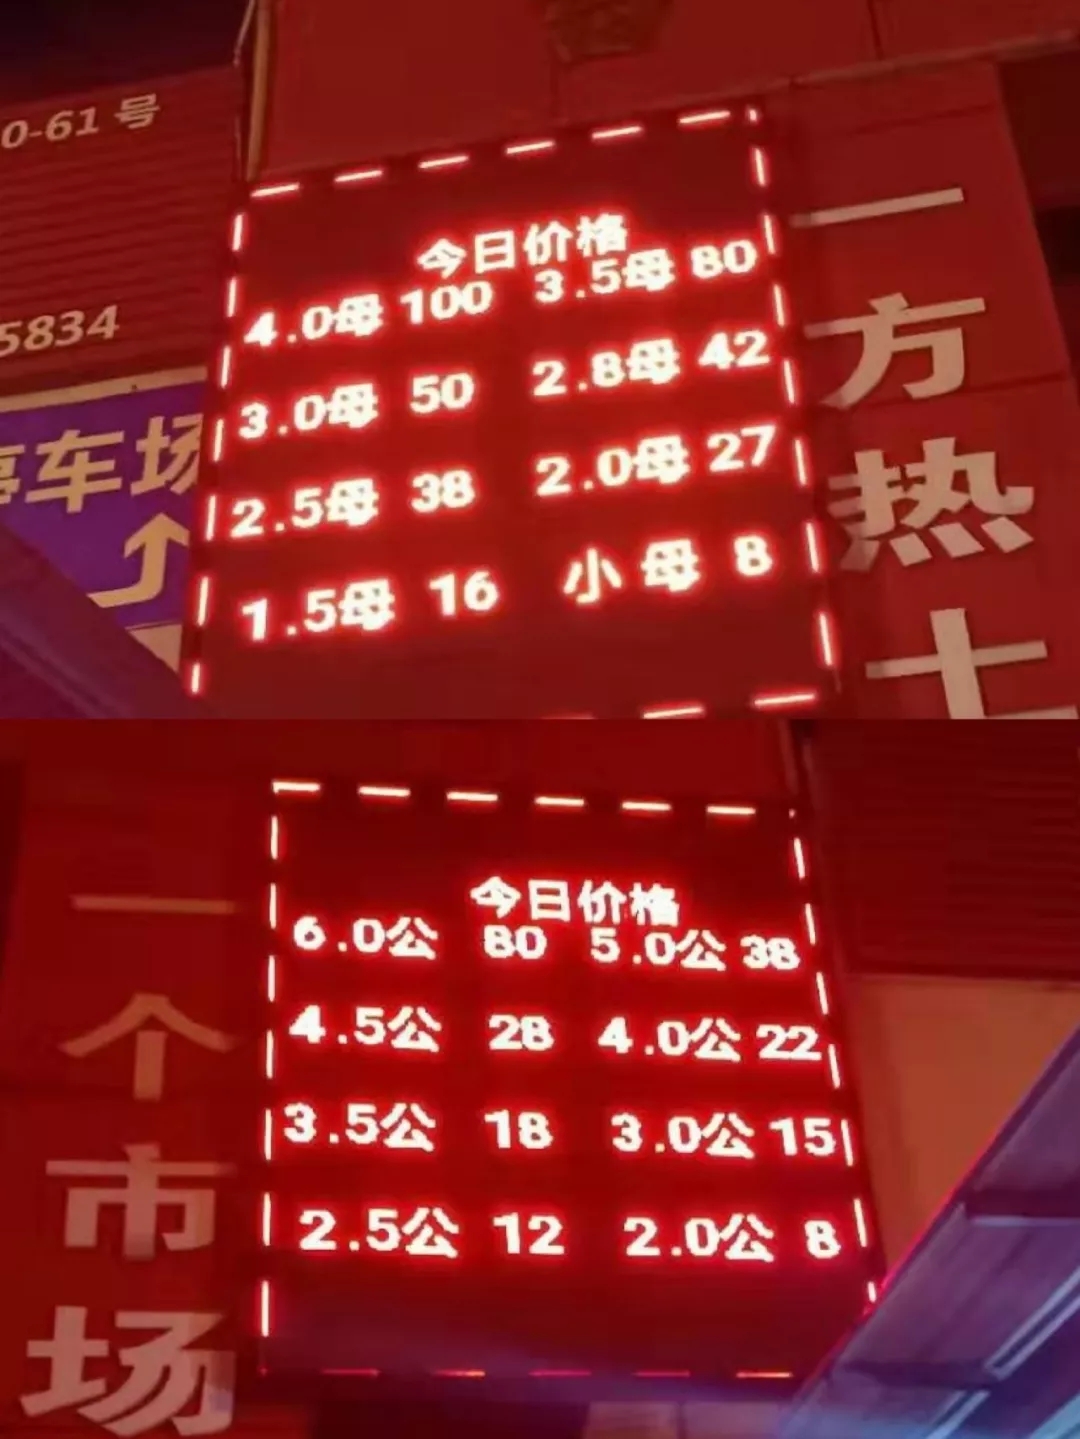 0-61 号
5834
停车场
今日价格
4.0母 100 3.5母 80
3.0母 50 2.8母 42
2.5母 38 2.0母 27
1.5母 16 小母 8
一方热土
今日价格
6.0公 80 5.0公 38
4.5公 28 4.0公 22
3.5公 18 3.0公 15
2.5公 12 2.0公 8
一个市场